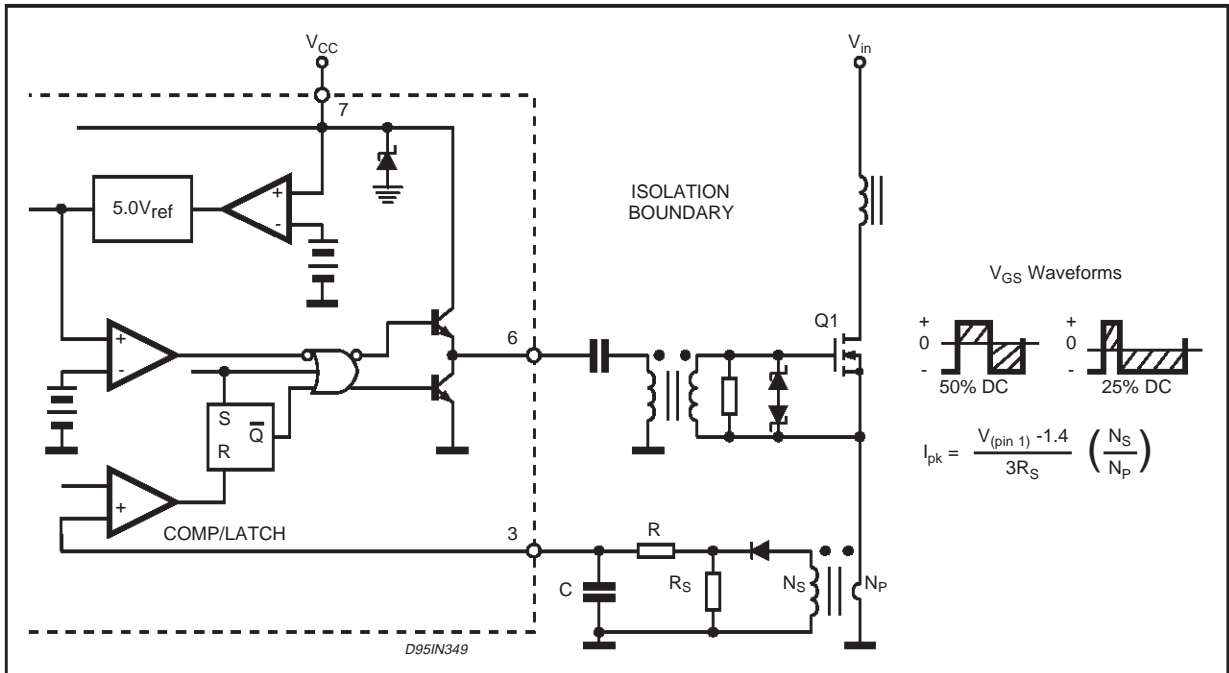 VCC
Vin
7
5.0Vref
+
-
ISOLATION
BOUNDARY
VGS Waveforms
+
0
-
50% DC
+
0
-
25% DC
+
-
6
Q1
S
R
Q̅
Ipk = V(pin 1) -1.4 / 3RS (NS / NP)
+
COMP/LATCH
3
R
C
RS
NS
NP
D95IN349